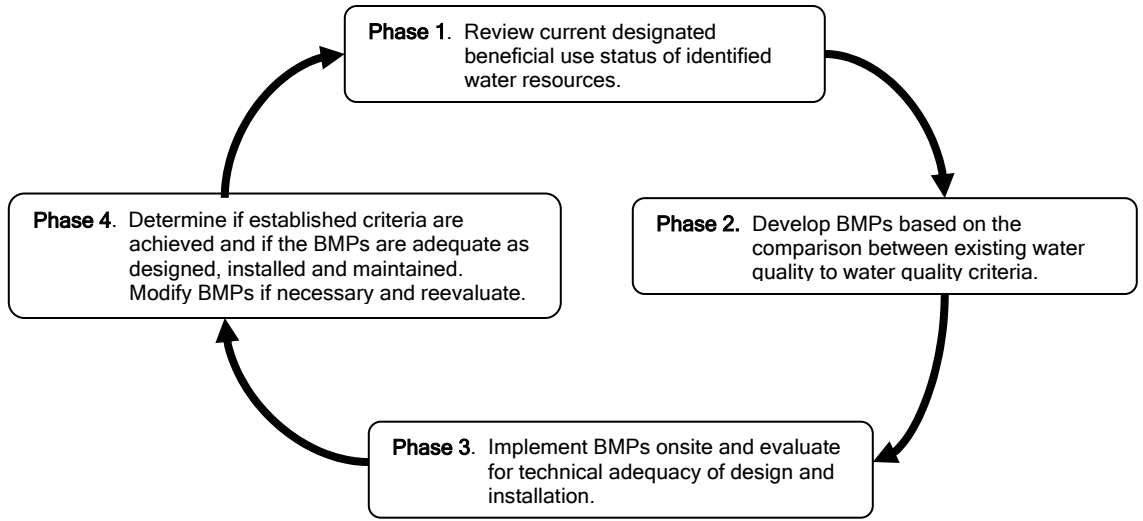 Phase 1. Review current designated
beneficial use status of identified
water resources.
Phase 2. Develop BMPs based on the
comparison between existing water
quality to water quality criteria.
Phase 3. Implement BMPs onsite and evaluate
for technical adequacy of design and
installation.
Phase 4. Determine if established criteria are
achieved and if the BMPs are adequate as
designed, installed and maintained.
Modify BMPs if necessary and reevaluate.